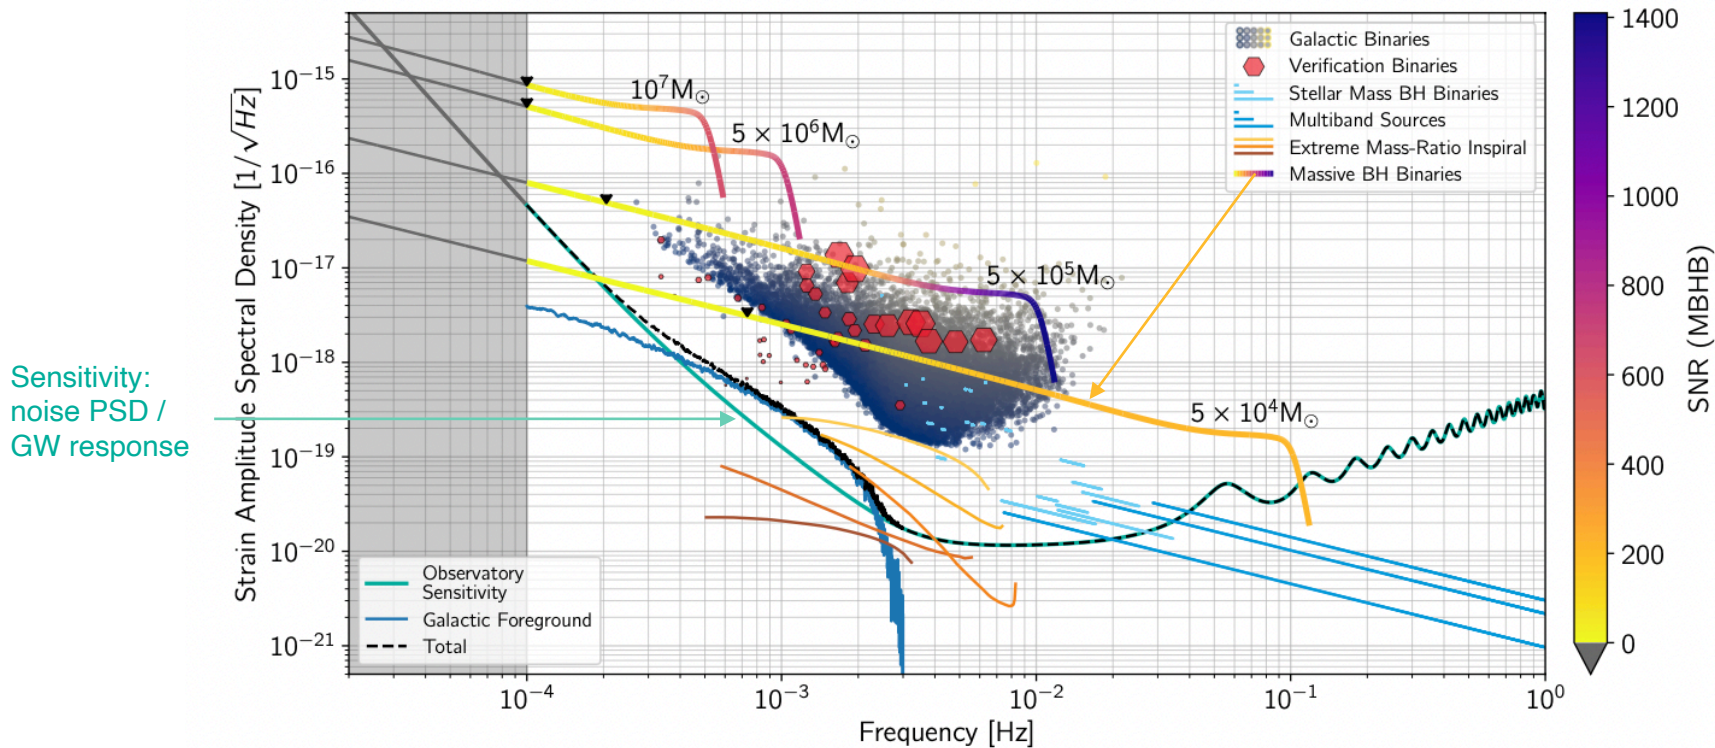 Sensitivity:
noise PSD /
GW response
Strain Amplitude Spectral Density [1/√Hz]
10⁻¹⁵
10⁻¹⁶
10⁻¹⁷
10⁻¹⁸
10⁻¹⁹
10⁻²⁰
10⁻²¹
10⁷M☉
5 × 10⁶M☉
5 × 10⁵M☉
5 × 10⁴M☉
Galactic Binaries
Verification Binaries
Stellar Mass BH Binaries
Multiband Sources
Extreme Mass-Ratio Inspiral
Massive BH Binaries
Observatory
Sensitivity
Galactic Foreground
Total
10⁻⁴
10⁻³
10⁻²
10⁻¹
10⁰
Frequency [Hz]
1400
1200
1000
800
600
400
200
0
SNR (MBHB)